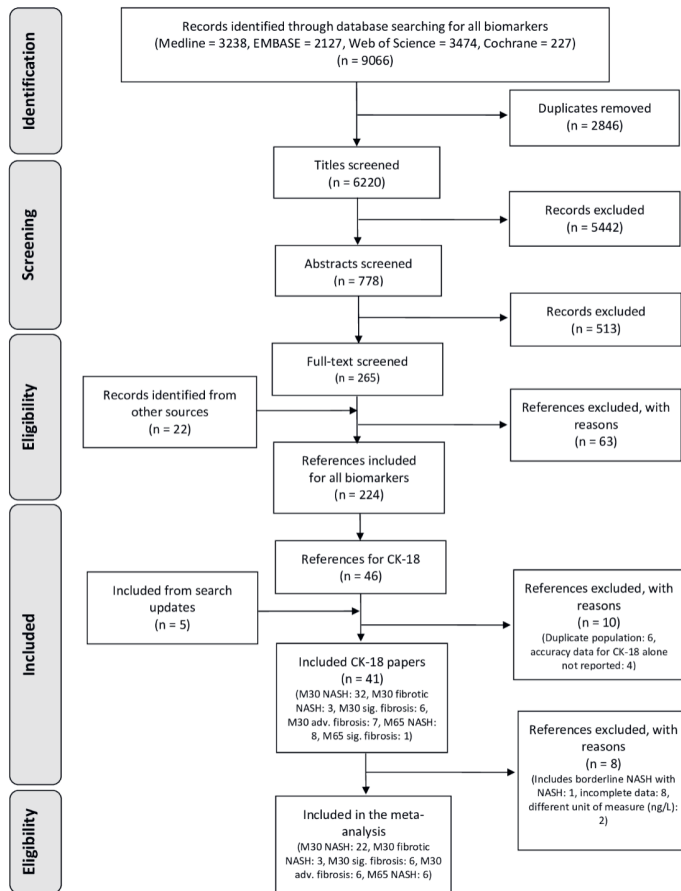 Identification
Records identified through database searching for all biomarkers
(Medline = 3238, EMBASE = 2127, Web of Science = 3474, Cochrane = 227)
(n = 9066)
Duplicates removed
(n = 2846)
Titles screened
(n = 6220)
Screening
Records excluded
(n = 5442)
Abstracts screened
(n = 778)
Records excluded
(n = 513)
Eligibility
Full-text screened
(n = 265)
Records identified from
other sources
(n = 22)
References excluded, with
reasons
(n = 63)
References included
for all biomarkers
(n = 224)
Included
References for CK-18
(n = 46)
Included from search
updates
(n = 5)
References excluded, with
reasons
(n = 10)
(Duplicate population: 6,
accuracy data for CK-18 alone
not reported: 4)
Included CK-18 papers
(n = 41)
(M30 NASH: 32, M30 fibrotic
NASH: 3, M30 sig. fibrosis: 6,
M30 adv. fibrosis: 7, M65 NASH:
8, M65 sig. fibrosis: 1)
References excluded, with
reasons
(n = 8)
(Includes borderline NASH with
NASH: 1, incomplete data: 8,
different unit of measure (ng/L):
2)
Eligibility
Included in the meta-
analysis
(M30 NASH: 22, M30 fibrotic
NASH: 3, M30 sig. fibrosis: 6, M30
adv. fibrosis: 6, M65 NASH: 6)